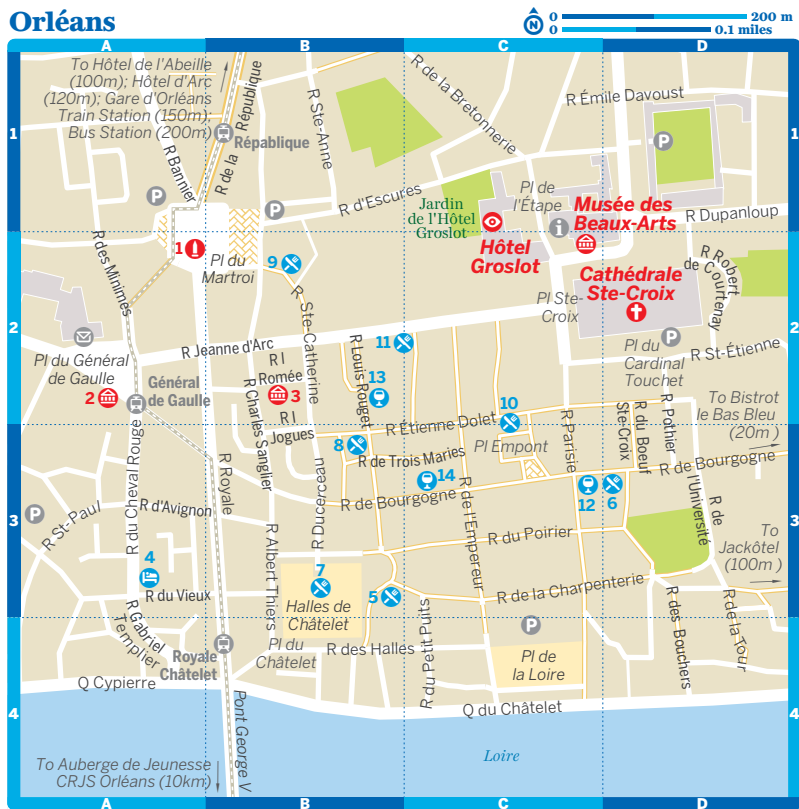 Orléans
N
0 200 m
0 0.1 miles
A B C D
To Hôtel de l'Abeille
(100m); Hôtel d'Arc
(120m); Gare d'Orléans
Train Station (150m);
Bus Station (200m)
République
R de la République
R Bannier
R Ste-Anne
R de la Bretonnerie
R Émile Davoust
P
1
1
P
P
R d'Escures
Jardin
de l'Hôtel
Groslot
Pl de
l'Étape
i
Musée des
Beaux-Arts
R Dupanloup
Hôtel
Groslot
R des Minimes
1
Pl du
Martroi
9
Cathédrale
Ste-Croix
R Robert
de Courtenay
Pl Ste-
Croix
R Ste-Catherine
2
2
R Jeanne d'Arc
11
P
Pl du
Cardinal
Touchet
R St-Étienne
Pl du Général
de Gaulle
R I
Romée
R Louis Rouget
13
2
Général
de Gaulle
3
R Charles Sanglier
10
To Bistrot
le Bas Bleu
(20m)
R I
Jogues
R Étienne Dolet
8
R de Trois Maries
Pl Empont
R Parisie
R du Boeuf
Ste-Croix
R Pothier
14
R de Bourgogne
R de Bourgogne
12
6
R du Cheval Rouge
R Royale
R Ducerceau
R de l'Empereur
R de
l'Université
P
R St-Paul
R d'Avignon
3
3
R du Poirier
To
Jackôtel
(100m)
4
R Albert Thiers
R du Vieux
7
Halles de
Châtelet
5
R de la Charpenterie
R du Petit Puits
R des Bouchers
R de la Tour
R Gabriel
Templier
P
Royale
Châtelet
Pl du
Châtelet
R des Halles
Pl de
la Loire
Q Cypierre
Q du Châtelet
Pont George V
4
4
Loire
To Auberge de Jeunesse
CRJS Orléans (10km)
A B C D